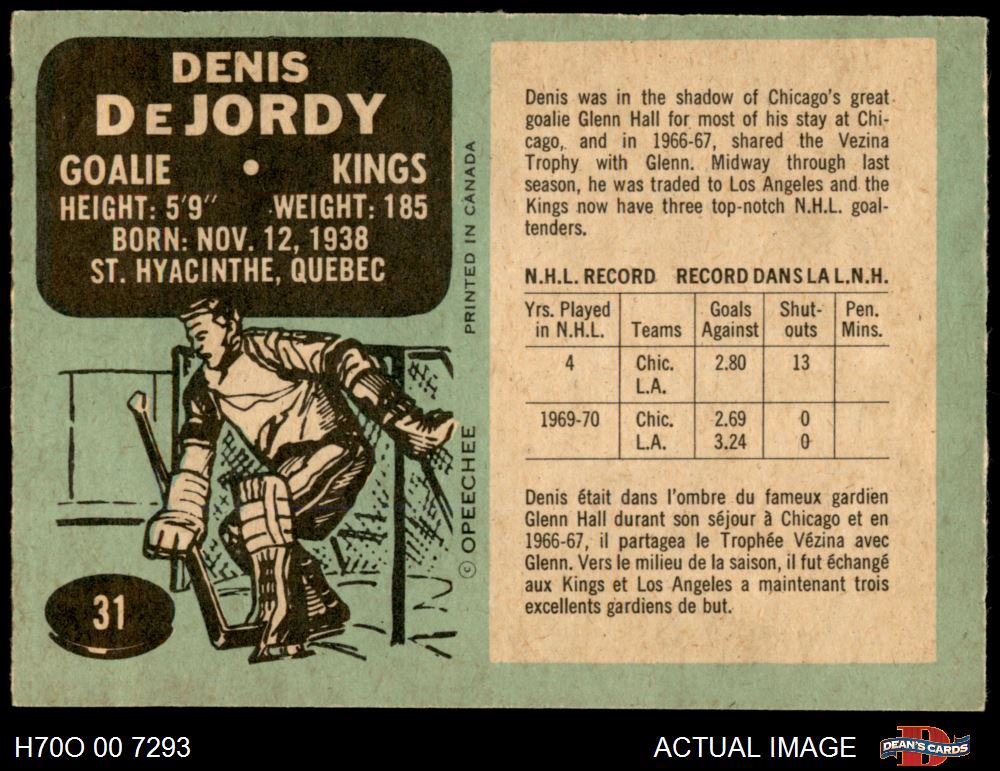 DENIS
DeJORDY
GOALIE • KINGS
HEIGHT: 5'9" WEIGHT: 185
BORN: NOV. 12, 1938
ST. HYACINTHE, QUEBEC
31
© OPEECHEE PRINTED IN CANADA
Denis was in the shadow of Chicago's great
goalie Glenn Hall for most of his stay at Chi-
cago, and in 1966-67, shared the Vezina
Trophy with Glenn. Midway through last
season, he was traded to Los Angeles and the
Kings now have three top-notch N.H.L. goal-
tenders.
N.H.L. RECORD RECORD DANS LA L.N.H.
Yrs. Played Goals Shut- Pen.
in N.H.L. Teams Against outs Mins.
4 Chic. 2.80 13
L.A.
1969-70 Chic. 2.69 0
L.A. 3.24 0
Denis était dans l'ombre du fameux gardien
Glenn Hall durant son séjour à Chicago et en
1966-67, il partagea le Trophée Vézina avec
Glenn. Vers le milieu de la saison, il fut échangé
aux Kings et Los Angeles a maintenant trois
excellents gardiens de but.
H70O 00 7293 ACTUAL IMAGE DEAN'S CARDS